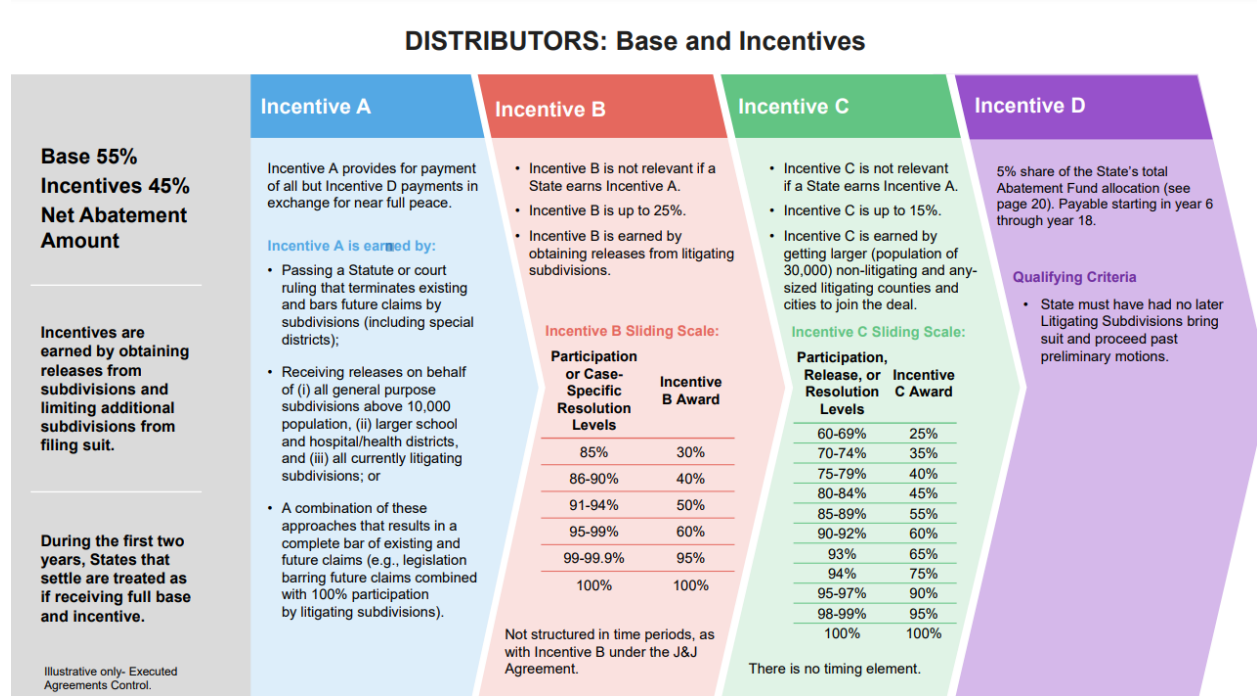 DISTRIBUTORS: Base and Incentives
Base 55%
Incentives 45%
Net Abatement
Amount
Incentives are
earned by obtaining
releases from
subdivisions and
limiting additional
subdivisions from
filing suit.
During the first two
years, States that
settle are treated as
if receiving full base
and incentive.
Illustrative only- Executed
Agreements Control.
Incentive A
Incentive A provides for payment
of all but Incentive D payments in
exchange for near full peace.
Incentive A is earned by:
• Passing a Statute or court
ruling that terminates existing
and bars future claims by
subdivisions (including special
districts);
• Receiving releases on behalf
of (i) all general purpose
subdivisions above 10,000
population, (ii) larger school
and hospital/health districts,
and (iii) all currently litigating
subdivisions; or
• A combination of these
approaches that results in a
complete bar of existing and
future claims (e.g., legislation
barring future claims combined
with 100% participation
by litigating subdivisions).
Incentive B
• Incentive B is not relevant if a
State earns Incentive A.
• Incentive B is up to 25%.
• Incentive B is earned by
obtaining releases from litigating
subdivisions.
Incentive B Sliding Scale:
Participation
or Case-
Specific
Resolution
Levels
Incentive
B Award
85% 30%
86-90% 40%
91-94% 50%
95-99% 60%
99-99.9% 95%
100% 100%
Not structured in time periods, as
with Incentive B under the J&J
Agreement.
Incentive C
• Incentive C is not relevant
if a State earns Incentive A.
• Incentive C is up to 15%.
• Incentive C is earned by
getting larger (population of
30,000) non-litigating and any-
sized litigating counties and
cities to join the deal.
Incentive C Sliding Scale:
Participation,
Release, or
Resolution
Levels
Incentive
C Award
60-69% 25%
70-74% 35%
75-79% 40%
80-84% 45%
85-89% 55%
90-92% 60%
93% 65%
94% 75%
95-97% 90%
98-99% 95%
100% 100%
There is no timing element.
Incentive D
5% share of the State's total
Abatement Fund allocation (see
page 20). Payable starting in year 6
through year 18.
Qualifying Criteria
• State must have had no later
Litigating Subdivisions bring
suit and proceed past
preliminary motions.